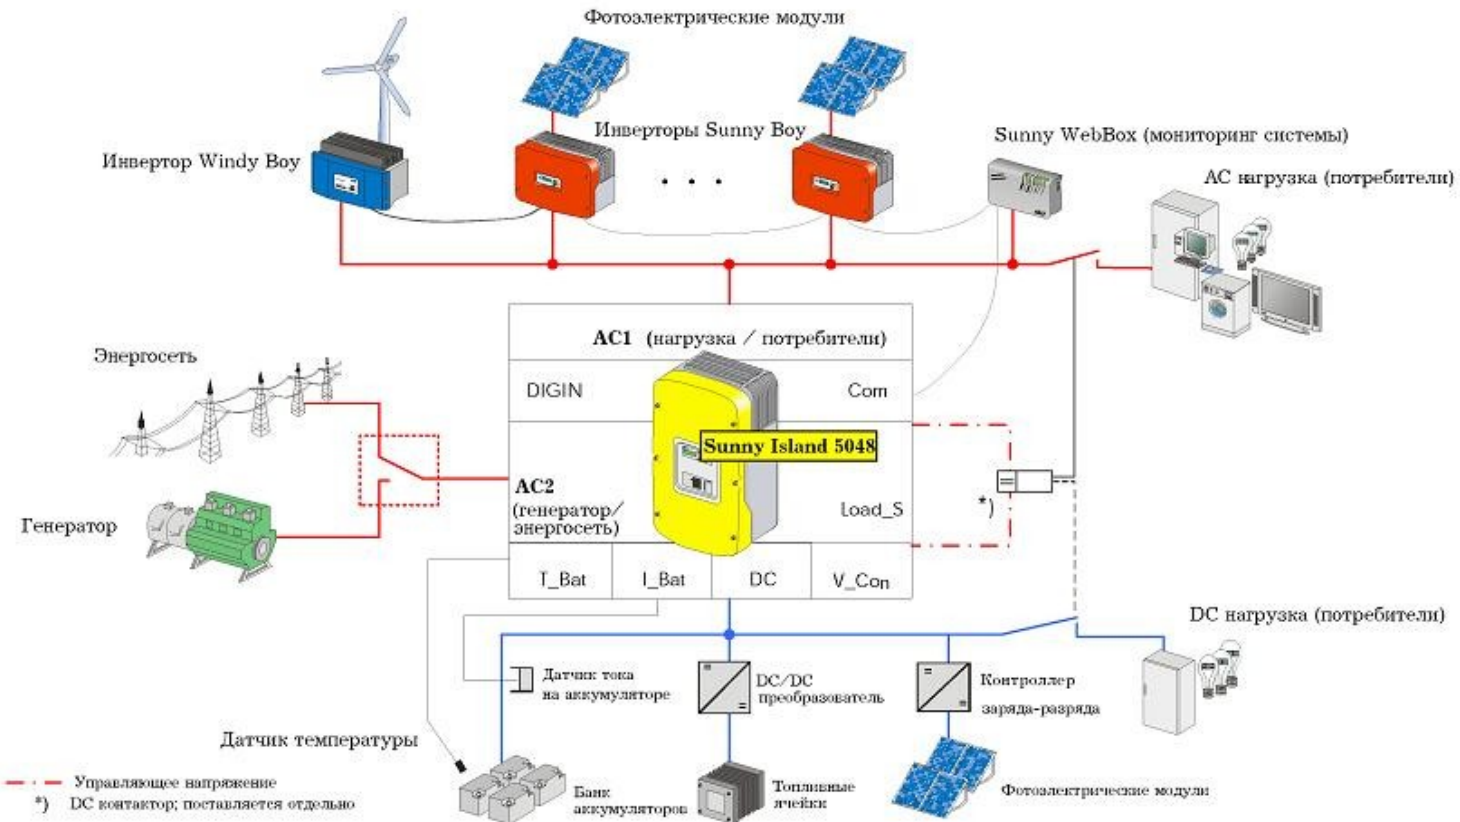 Фотоэлектрические модули
Инверторы Sunny Boy
Инвертор Windy Boy
Sunny WebBox (мониторинг системы)
АС нагрузка (потребители)
AC1 (нагрузка / потребители)
Энергосеть
DIGIN
Com
Sunny Island 5048
AC2
(генератор/
энергосеть)
Load_S
*)
Генератор
T_Bat
I_Bat
DC
V_Con
DC нагрузка (потребители)
Датчик тока
на аккумуляторе
DC/DC
преобразователь
Контроллер
заряда-разряда
Датчик температуры
Управляющее напряжение
*) DC контактор; поставляется отдельно
Банк
аккумуляторов
Топливные
ячейки
Фотоэлектрические модули